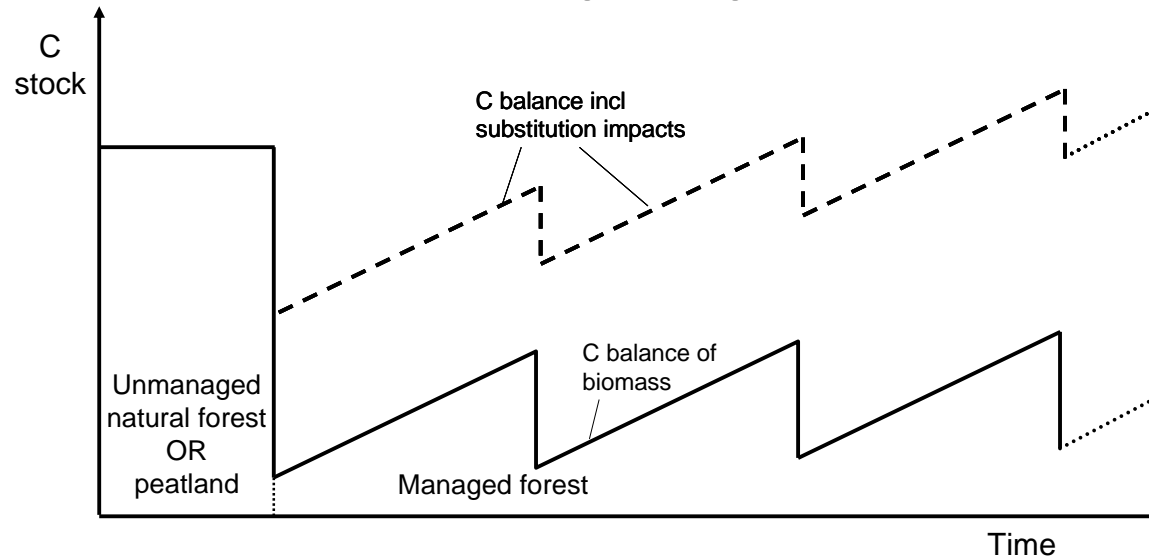 C
stock
C balance incl
substitution impacts
C balance of
biomass
Unmanaged
natural forest
OR
peatland
Managed forest
Time